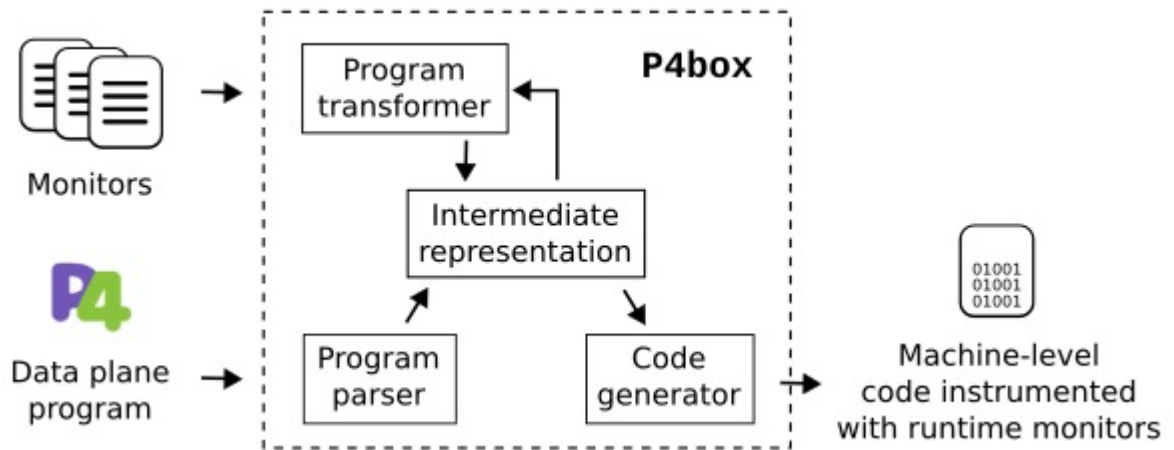 Monitors
P4
Data plane
program
P4box
Program
transformer
Intermediate
representation
Program
parser
Code
generator
01001
01001
01001
Machine-level
code instrumented
with runtime monitors